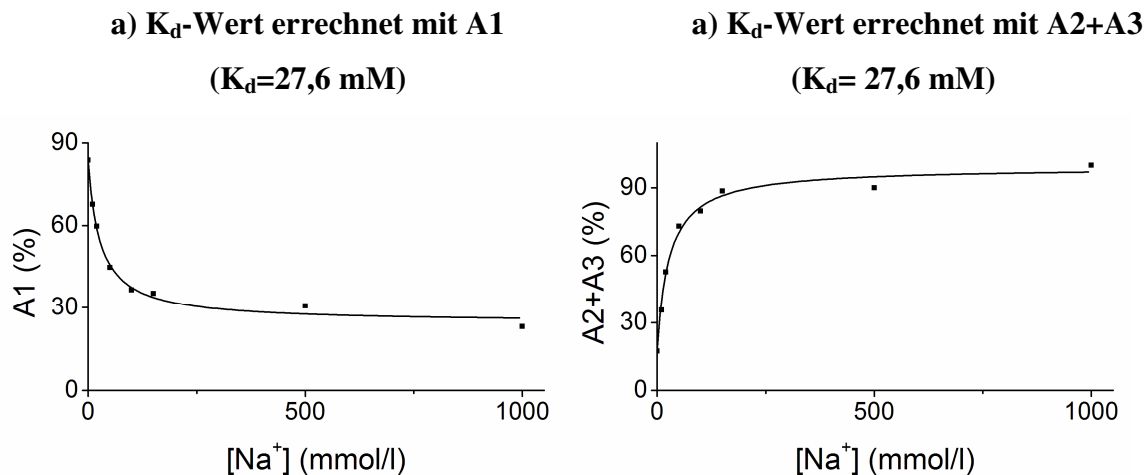 a) Kd-Wert errechnet mit A1
(Kd=27,6 mM)
90
60
30
0
A1 (%)
0 500 1000
[Na⁺] (mmol/l)
a) Kd-Wert errechnet mit A2+A3
(Kd= 27,6 mM)
90
60
30
0
A2+A3 (%)
0 500 1000
[Na⁺] (mmol/l)